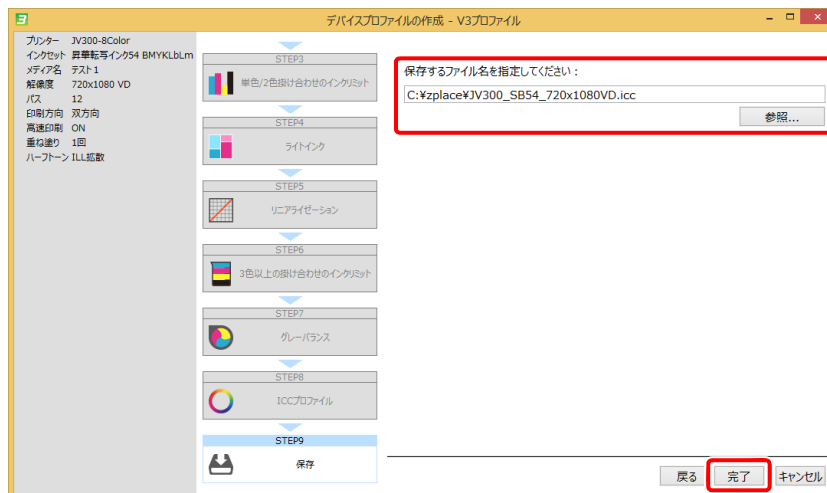 デバイスプロファイルの作成 - V3プロファイル
プリンター JV300-8Color
インクセット 昇華転写インク54 BMYKLbLm
メディア名 テスト1
解像度 720x1080 VD
パス 12
印刷方向 双方向
高速印刷 ON
重ね塗り 1回
ハーフトーン ILL拡散
STEP3
単色/2色掛け合わせのインクリミット
STEP4
ライトインク
STEP5
リニアライゼーション
STEP6
3色以上の掛け合わせのインクリミット
STEP7
グレーバランス
STEP8
ICCプロファイル
STEP9
保存
保存するファイル名を指定してください：
C:¥zplace¥JV300_SB54_720x1080VD.icc
参照...
戻る
完了
キャンセル